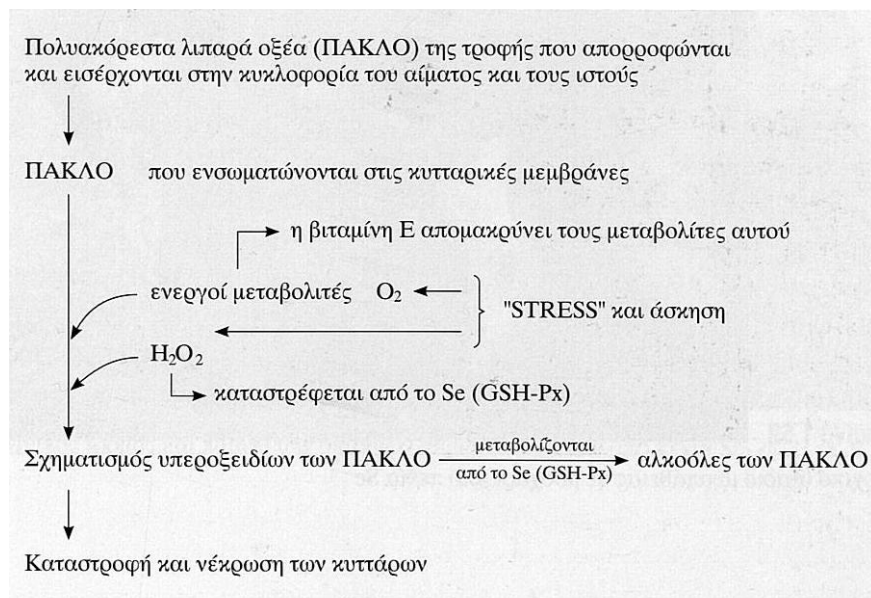 Πολυακόρεστα λιπαρά οξέα (ΠΑΚΛΟ) της τροφής που απορροφώνται
και εισέρχονται στην κυκλοφορία του αίματος και τους ιστούς
ΠΑΚΛΟ που ενσωματώνονται στις κυτταρικές μεμβράνες
η βιταμίνη Ε απομακρύνει τους μεταβολίτες αυτού
ενεργοί μεταβολιτές O₂
"STRESS" και άσκηση
H₂O₂
καταστρέφεται από το Se (GSH-Px)
Σχηματισμός υπεροξειδίων των ΠΑΚΛΟ μεταβολίζονται αλκοόλες των ΠΑΚΛΟ
από το Se (GSH-Px)
Καταστροφή και νέκρωση των κυττάρων